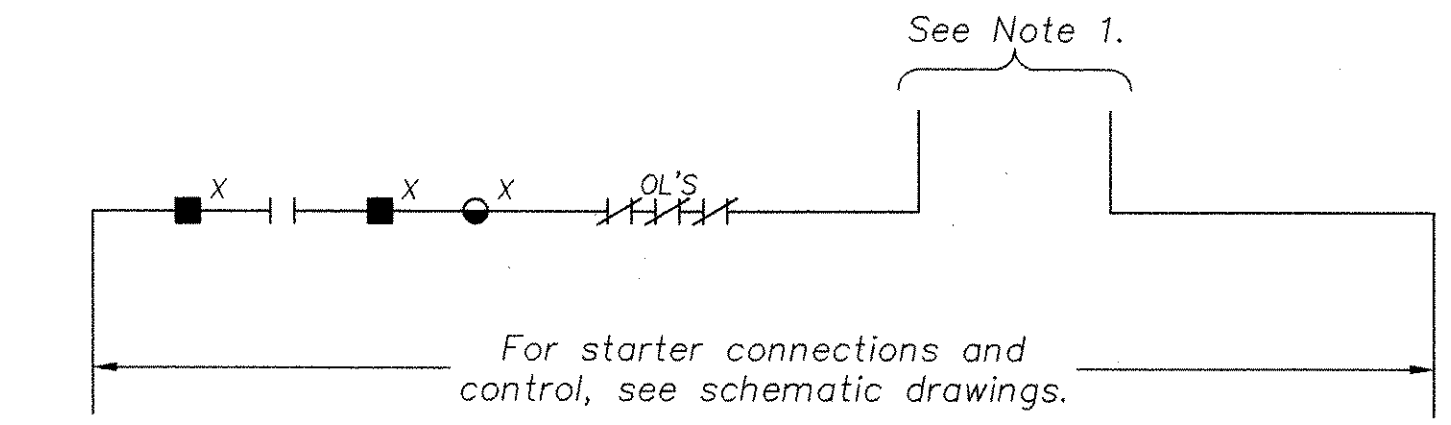 See Note 1.
X X X OL'S
For starter connections and
control, see schematic drawings.